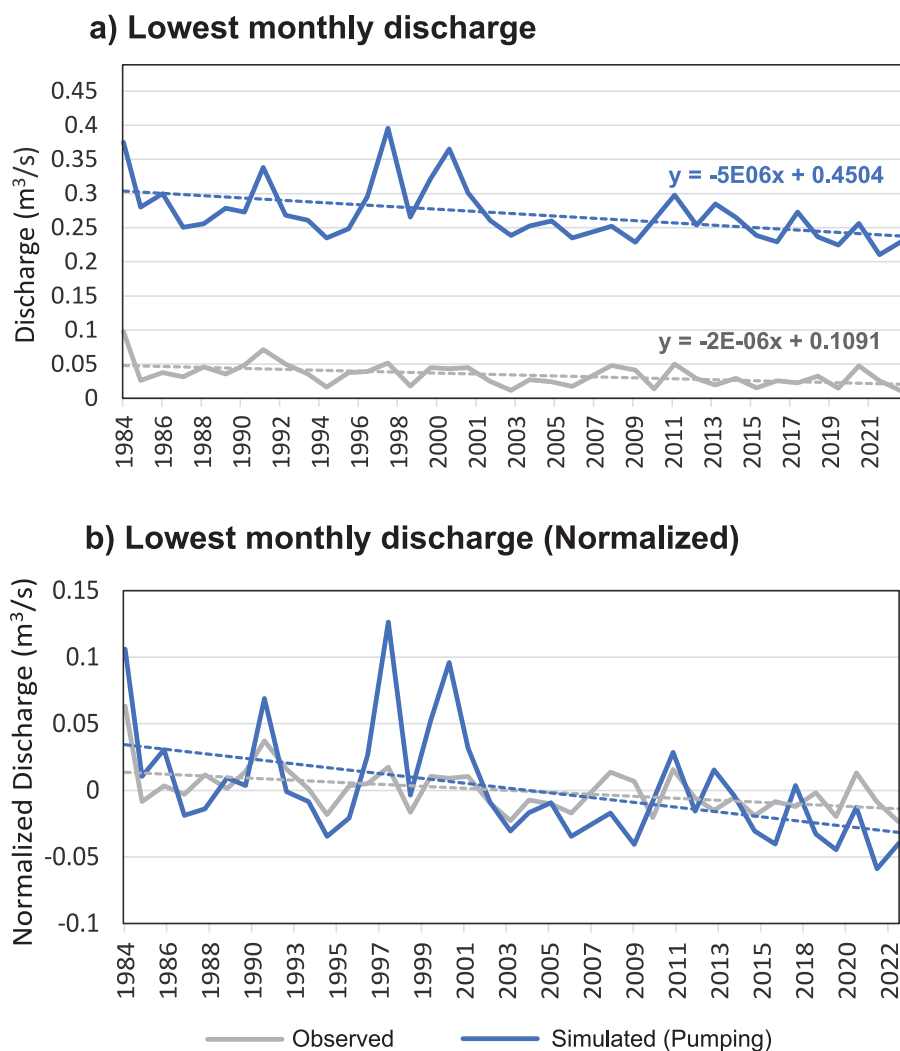 a) Lowest monthly discharge
Discharge (m³/s)
0.45
0.4
0.35
0.3
0.25
0.2
0.15
0.1
0.05
0
y = -5E06x + 0.4504
y = -2E-06x + 0.1091
1984 1986 1988 1990 1992 1994 1996 1998 2000 2001 2003 2005 2007 2009 2011 2013 2015 2017 2019 2021
b) Lowest monthly discharge (Normalized)
Normalized Discharge (m³/s)
0.15
0.1
0.05
0
-0.05
-0.1
1984 1986 1990 1993 1995 1997 1999 2001 2003 2005 2007 2009 2011 2013 2015 2016 2018 2020 2022
Observed
Simulated (Pumping)